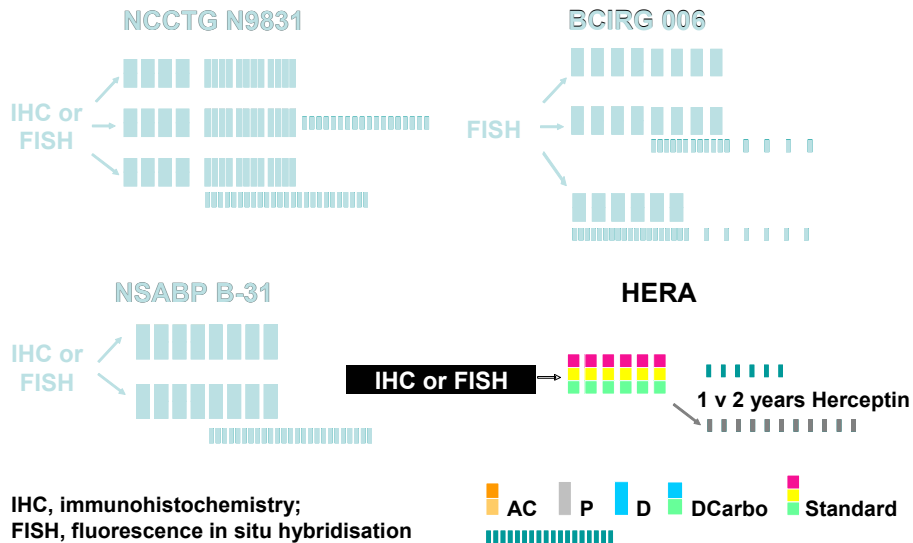 NCCTG N9831
BCIRG 006
IHC or
FISH
FISH
NSABP B-31
HERA
IHC or
FISH
IHC or FISH
1 v 2 years Herceptin
IHC, immunohistochemistry;
FISH, fluorescence in situ hybridisation
AC
P
D
DCarbo
Standard